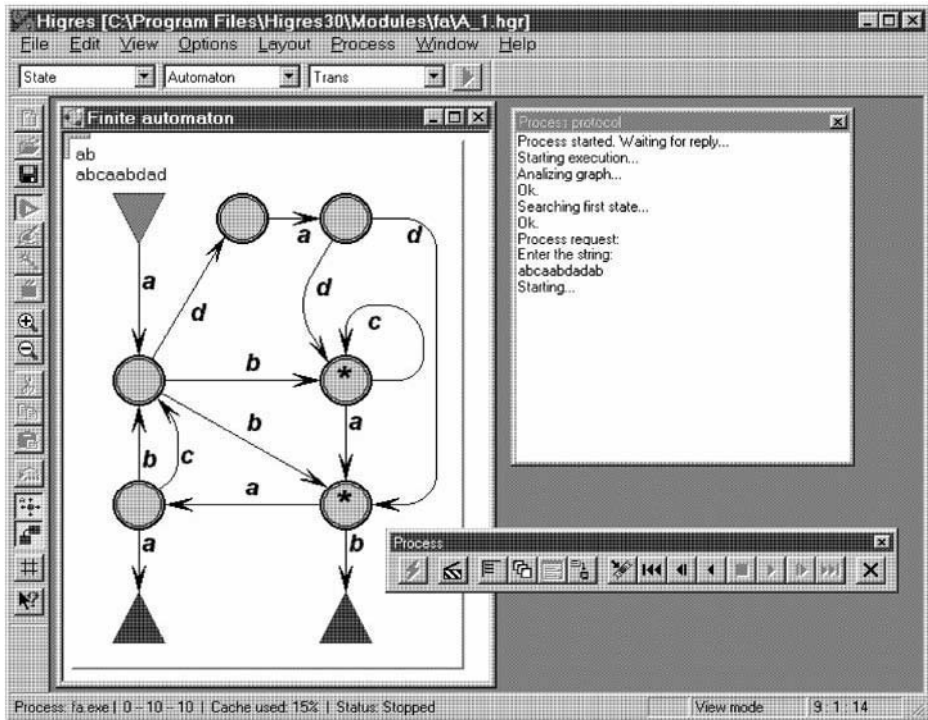 Higres [C:\Program Files\Higres30\Modules\fa\A_1.hgr]
File Edit View Options Layout Process Window Help
State Automaton Trans
Finite automaton
ab
abcaabdad
a d
a
d
d
c
b *
b a
b c
a *
a b
Process protocol
Process started. Waiting for reply...
Starting execution...
Analizing graph...
Ok.
Searching first state...
Ok.
Process request:
Enter the string:
abcaabdadab
Starting...
Process
Process: fa.exe | 0 - 10 - 10 | Cache used: 15% | Status: Stopped View mode 9 : 1 : 14